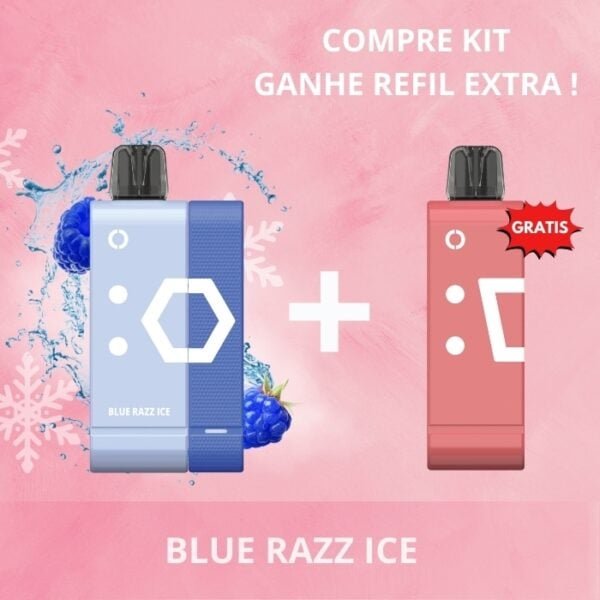 COMPRE KIT
GANHE REFIL EXTRA !
GRATIS
BLUE RAZZ ICE
BLUE RAZZ ICE